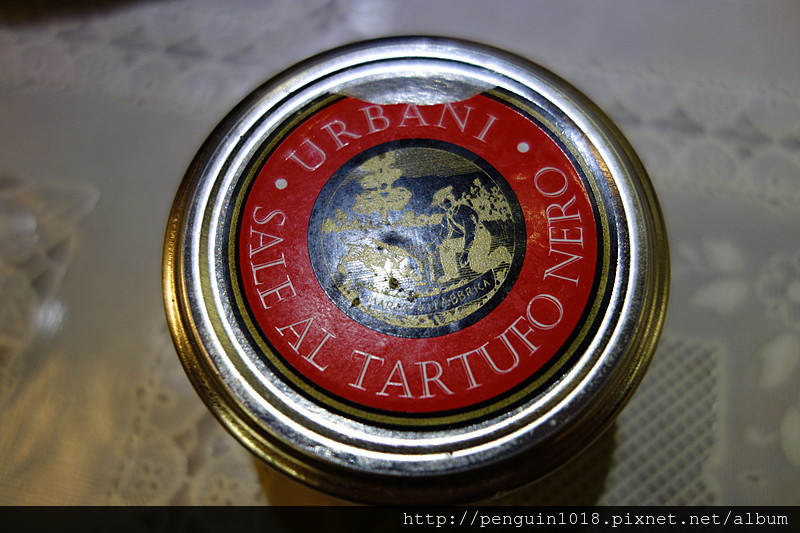 URBANI
SALE AL TARTUFO NERO
http://penguin1018.pixnet.net/album